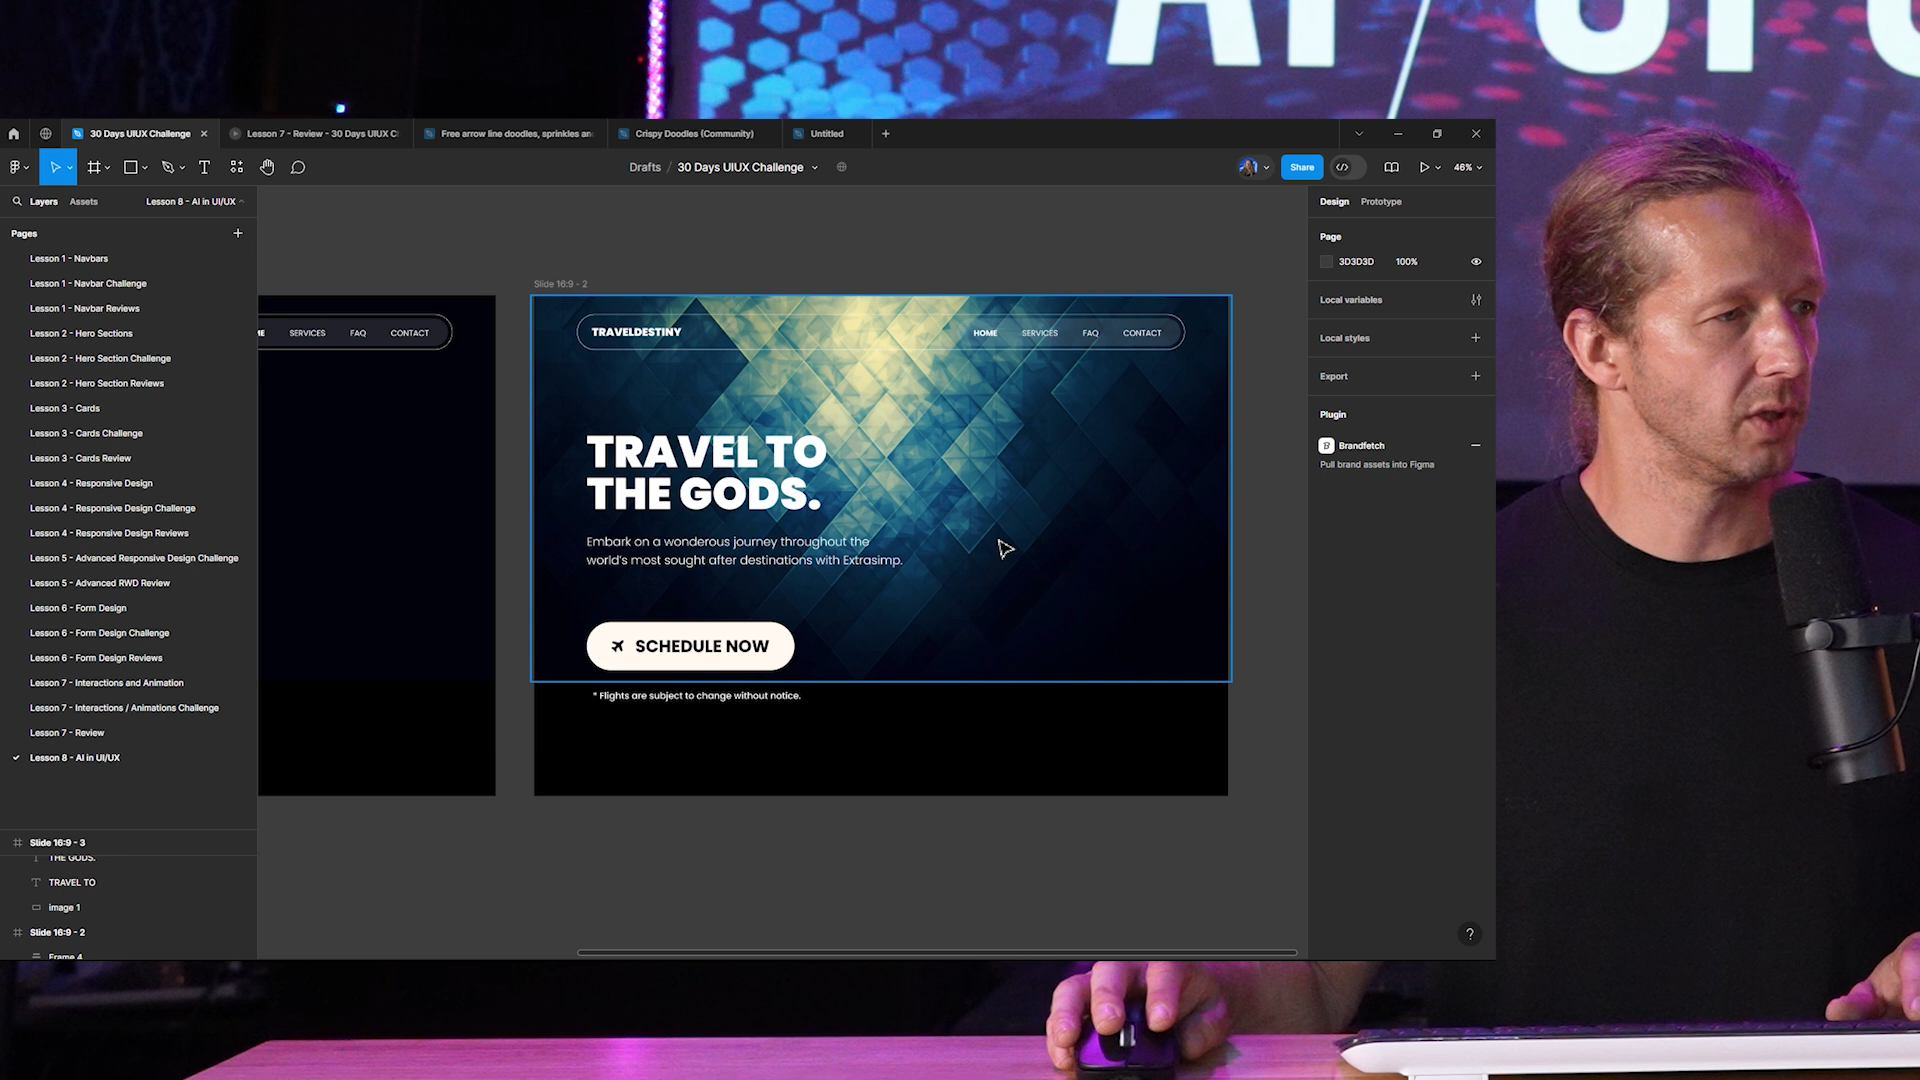 30 Days UIUX Challenge
Lesson 7 - Review - 30 Days UIUX C
Free arrow line doodles, sprinkles an
Crispy Doodles (Community)
Untitled
Drafts / 30 Days UIUX Challenge
Share
46%
Layers
Assets
Lesson 8 - AI in UI/UX
Pages
Lesson 1 - Navbars
Lesson 1 - Navbar Challenge
Lesson 1 - Navbar Reviews
Lesson 2 - Hero Sections
Lesson 2 - Hero Section Challenge
Lesson 2 - Hero Section Reviews
Lesson 3 - Cards
Lesson 3 - Cards Challenge
Lesson 3 - Cards Review
Lesson 4 - Responsive Design
Lesson 4 - Responsive Design Challenge
Lesson 4 - Responsive Design Reviews
Lesson 5 - Advanced Responsive Design Challenge
Lesson 5 - Advanced RWD Review
Lesson 6 - Form Design
Lesson 6 - Form Design Challenge
Lesson 6 - Form Design Reviews
Lesson 7 - Interactions and Animation
Lesson 7 - Interactions / Animations Challenge
Lesson 7 - Review
Lesson 8 - AI in UI/UX
Slide 16:9 - 3
THE GODS.
TRAVEL TO
image 1
Slide 16:9 - 2
Frame 4
ME SERVICES FAQ CONTACT
Slide 16:9 - 2
TRAVELDESTINY
HOME SERVICES FAQ CONTACT
TRAVEL TO
THE GODS.
Embark on a wonderous journey throughout the
world's most sought after destinations with Extrasimp.
SCHEDULE NOW
* Flights are subject to change without notice.
Design
Prototype
Page
3D3D3D 100%
Local variables
Local styles
Export
Plugin
Brandfetch
Pull brand assets into Figma
?